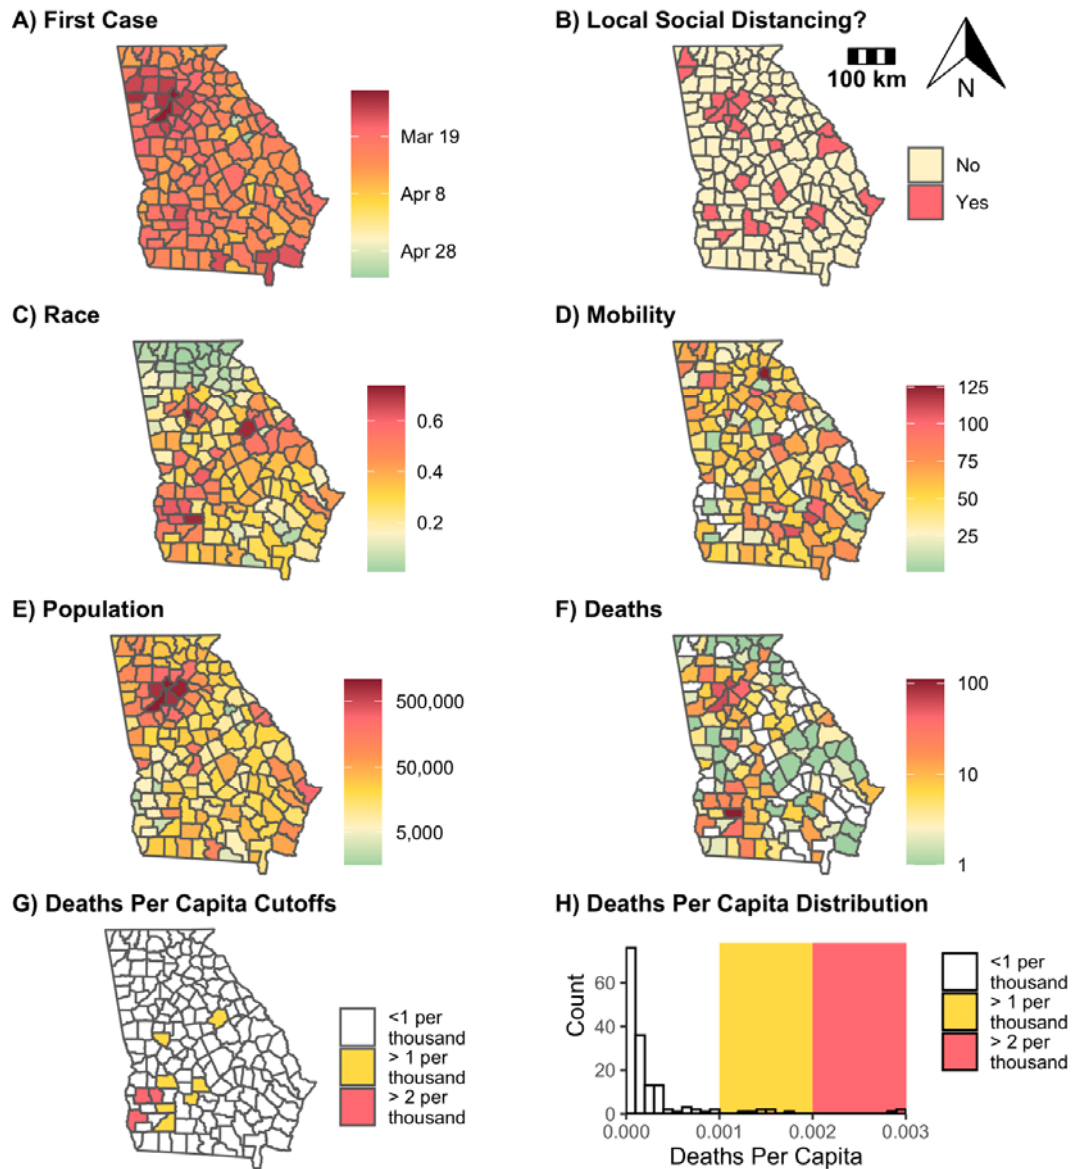 A) First Case
Mar 19
Apr 8
Apr 28
B) Local Social Distancing?
100 km
N
No
Yes
C) Race
0.6
0.4
0.2
D) Mobility
125
100
75
50
25
E) Population
500,000
50,000
5,000
F) Deaths
100
10
1
G) Deaths Per Capita Cutoffs
<1 per
thousand
> 1 per
thousand
> 2 per
thousand
H) Deaths Per Capita Distribution
Count
60
40
20
0
0.000
0.001
0.002
0.003
Deaths Per Capita
<1 per
thousand
> 1 per
thousand
> 2 per
thousand